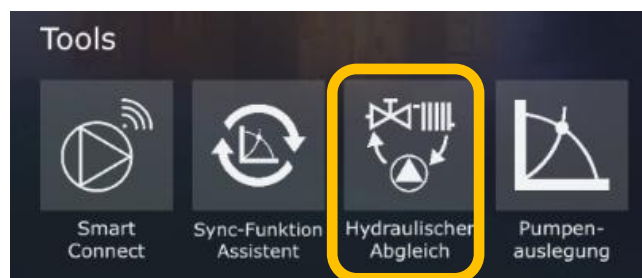 Tools
Smart
Connect
Sync-Funktion
Assistent
Hydraulischer
Abgleich
Pumpen-
auslegung